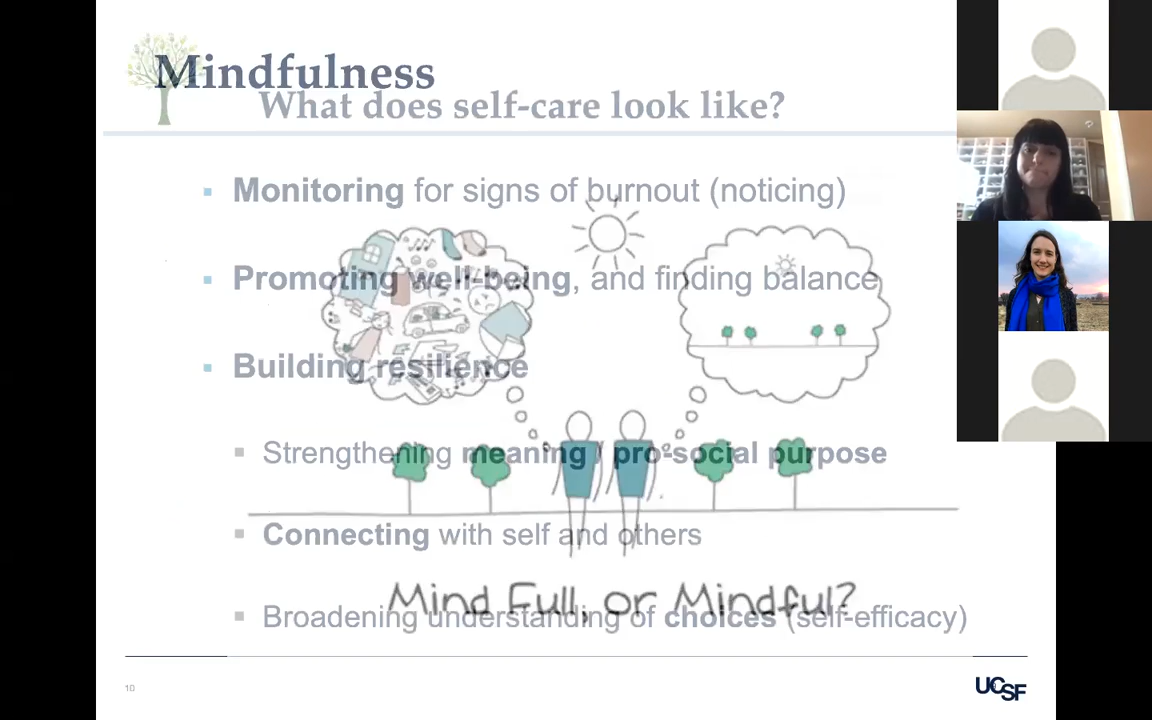 Mindfulness
What does self-care look like?
▪ Monitoring for signs of burnout (noticing)
▪ Promoting well-being, and finding balance
▪ Building resilience
▪ Strengthening meaning / pro-social purpose
▪ Connecting with self and others
Mind Full, or Mindful?
▪ Broadening understanding of choices (self-efficacy)
10
UCSF